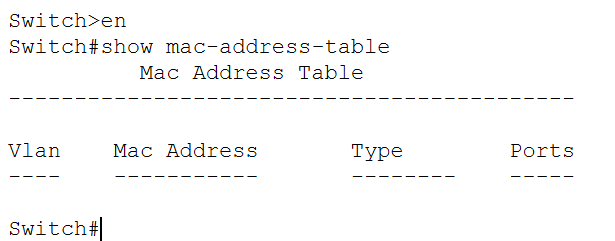 Switch>en
Switch#show mac-address-table
          Mac Address Table
-------------------------------------------
Vlan    Mac Address       Type        Ports
----    -----------       --------    -----
Switch#